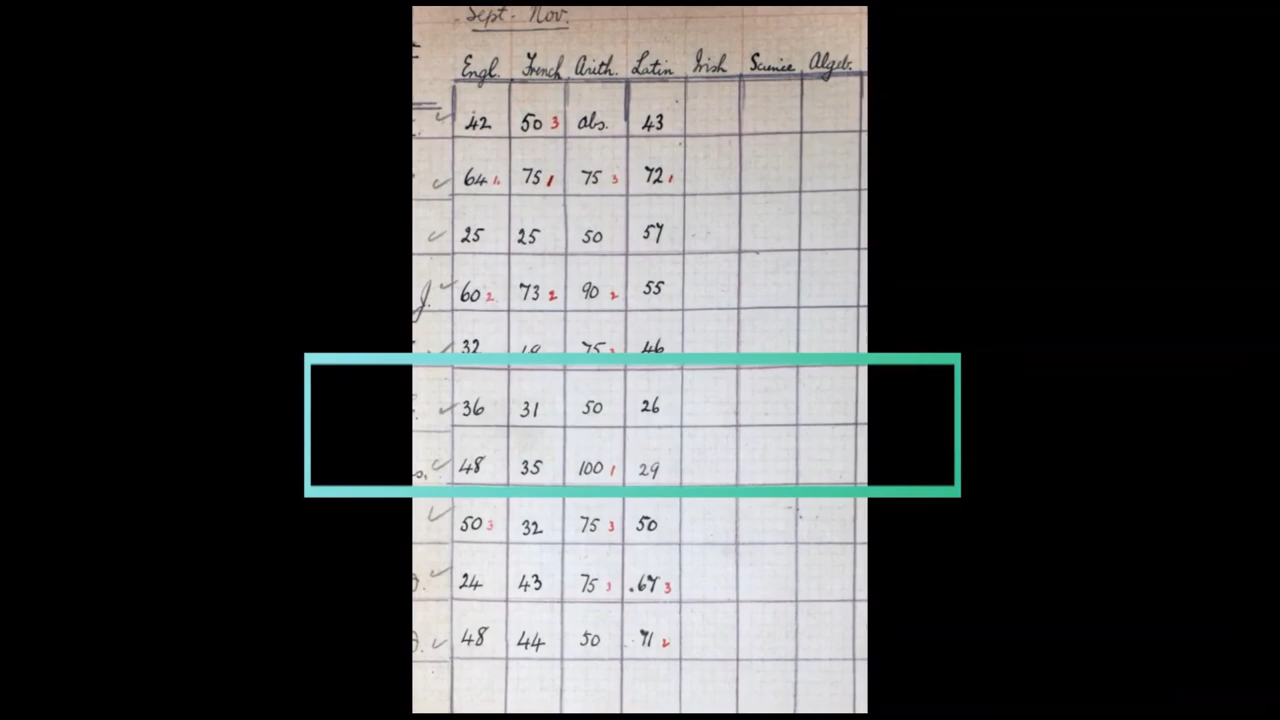 Sept - Nov.
Engl. French Arith. Latin Irish Science Algeb.
42 50 3 abs. 43
64 1. 75 1 75 3 72 1
25 25 50 57
J. 60 2 73 2 90 2 55
32 19 75 3 46
36 31 50 26
48 35 100 1 29
50 3 32 75 3 50
24 43 75 3 .67 3
48 44 50 71 2